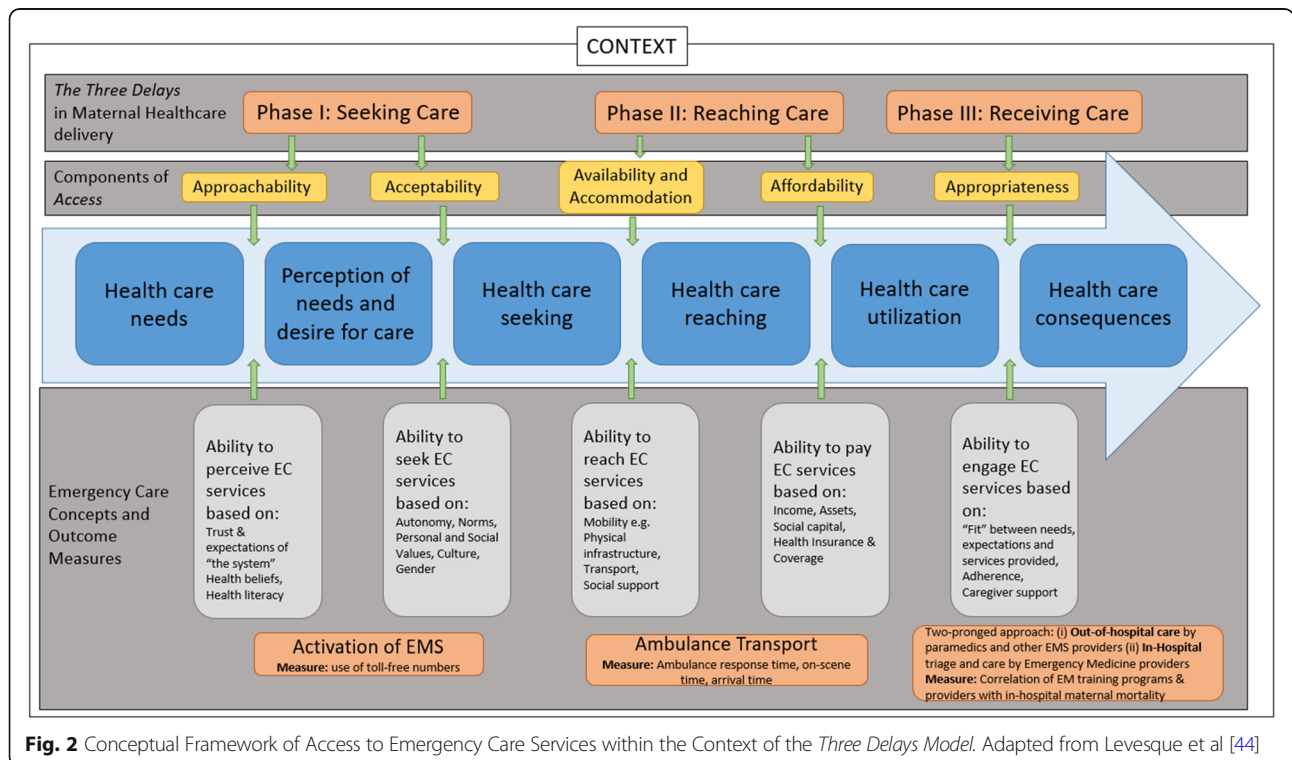 CONTEXT
The Three Delays
in Maternal Healthcare
delivery
Phase I: Seeking Care
Phase II: Reaching Care
Phase III: Receiving Care
Components of
Access
Approachability
Acceptability
Availability and
Accommodation
Affordability
Appropriateness
Health care
needs
Perception of
needs and
desire for care
Health care
seeking
Health care
reaching
Health care
utilization
Health care
consequences
Emergency Care
Concepts and
Outcome
Measures
Ability to
perceive EC
services
based on:
Trust &
expectations of
"the system"
Health beliefs,
Health literacy
Ability to
seek EC
services
based on:
Autonomy, Norms,
Personal and Social
Values, Culture,
Gender
Ability to
reach EC
services
based on:
Mobility e.g.
Physical
infrastructure,
Transport,
Social support
Ability to pay
EC services
based on:
Income, Assets,
Social capital,
Health Insurance &
Coverage
Ability to
engage EC
services based
on:
"Fit" between needs,
expectations and
services provided,
Adherence,
Caregiver support
Activation of EMS
Measure: use of toll-free numbers
Ambulance Transport
Measure: Ambulance response time, on-scene
time, arrival time
Two-pronged approach: (i) Out-of-hospital care by
paramedics and other EMS providers (ii) In-Hospital
triage and care by Emergency Medicine providers
Measure: Correlation of EM training programs &
providers with in-hospital maternal mortality
Fig. 2 Conceptual Framework of Access to Emergency Care Services within the Context of the Three Delays Model. Adapted from Levesque et al [44]